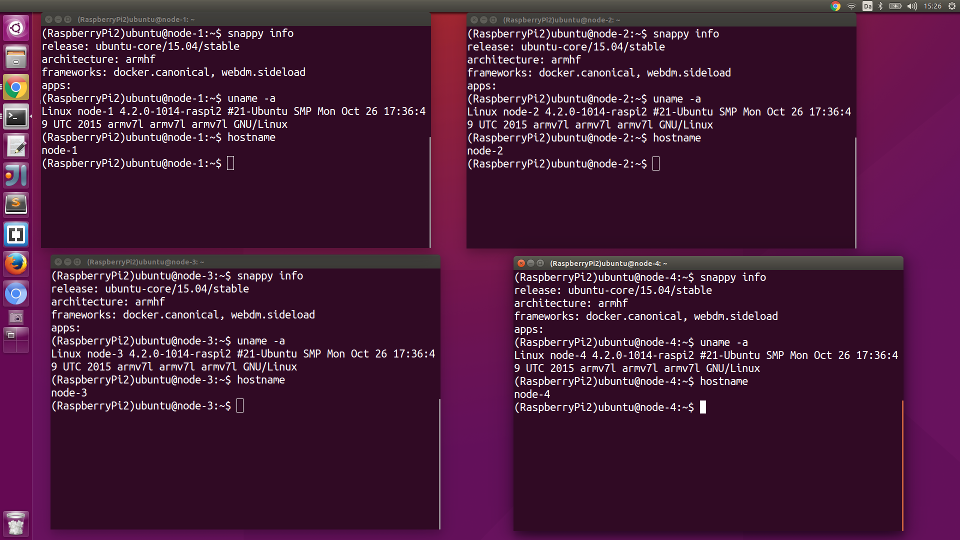 Da
15:26
(RaspberryPi2)ubuntu@node-1: ~
(RaspberryPi2)ubuntu@node-1:~$ snappy info
release: ubuntu-core/15.04/stable
architecture: armhf
frameworks: docker.canonical, webdm.sideload
apps:
(RaspberryPi2)ubuntu@node-1:~$ uname -a
Linux node-1 4.2.0-1014-raspi2 #21-Ubuntu SMP Mon Oct 26 17:36:4
9 UTC 2015 armv7l armv7l armv7l GNU/Linux
(RaspberryPi2)ubuntu@node-1:~$ hostname
node-1
(RaspberryPi2)ubuntu@node-1:~$
(RaspberryPi2)ubuntu@node-2: ~
(RaspberryPi2)ubuntu@node-2:~$ snappy info
release: ubuntu-core/15.04/stable
architecture: armhf
frameworks: docker.canonical, webdm.sideload
apps:
(RaspberryPi2)ubuntu@node-2:~$ uname -a
Linux node-2 4.2.0-1014-raspi2 #21-Ubuntu SMP Mon Oct 26 17:36:4
9 UTC 2015 armv7l armv7l armv7l GNU/Linux
(RaspberryPi2)ubuntu@node-2:~$ hostname
node-2
(RaspberryPi2)ubuntu@node-2:~$
(RaspberryPi2)ubuntu@node-3: ~
(RaspberryPi2)ubuntu@node-3:~$ snappy info
release: ubuntu-core/15.04/stable
architecture: armhf
frameworks: docker.canonical, webdm.sideload
apps:
(RaspberryPi2)ubuntu@node-3:~$ uname -a
Linux node-3 4.2.0-1014-raspi2 #21-Ubuntu SMP Mon Oct 26 17:36:4
9 UTC 2015 armv7l armv7l armv7l GNU/Linux
(RaspberryPi2)ubuntu@node-3:~$ hostname
node-3
(RaspberryPi2)ubuntu@node-3:~$
(RaspberryPi2)ubuntu@node-4: ~
(RaspberryPi2)ubuntu@node-4:~$ snappy info
release: ubuntu-core/15.04/stable
architecture: armhf
frameworks: docker.canonical, webdm.sideload
apps:
(RaspberryPi2)ubuntu@node-4:~$ uname -a
Linux node-4 4.2.0-1014-raspi2 #21-Ubuntu SMP Mon Oct 26 17:36:4
9 UTC 2015 armv7l armv7l armv7l GNU/Linux
(RaspberryPi2)ubuntu@node-4:~$ hostname
node-4
(RaspberryPi2)ubuntu@node-4:~$